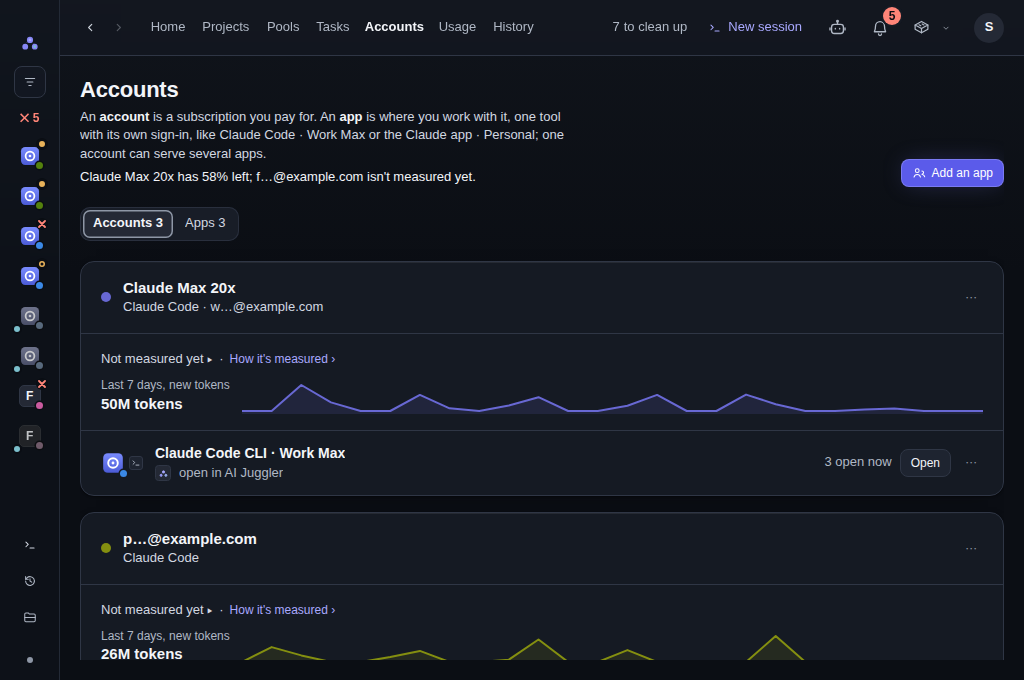 Home Projects Pools Tasks Accounts Usage History 7 to clean up New session 5 S
5
F
F
Accounts
An account is a subscription you pay for. An app is where you work with it, one tool
with its own sign-in, like Claude Code · Work Max or the Claude app · Personal; one
account can serve several apps.
Claude Max 20x has 58% left; f…@example.com isn't measured yet.
Add an app
Accounts 3 Apps 3
Claude Max 20x
Claude Code · w…@example.com
Not measured yet ▸ · How it's measured ›
Last 7 days, new tokens
50M tokens
Claude Code CLI · Work Max
open in AI Juggler
3 open now Open
p…@example.com
Claude Code
Not measured yet ▸ · How it's measured ›
Last 7 days, new tokens
26M tokens